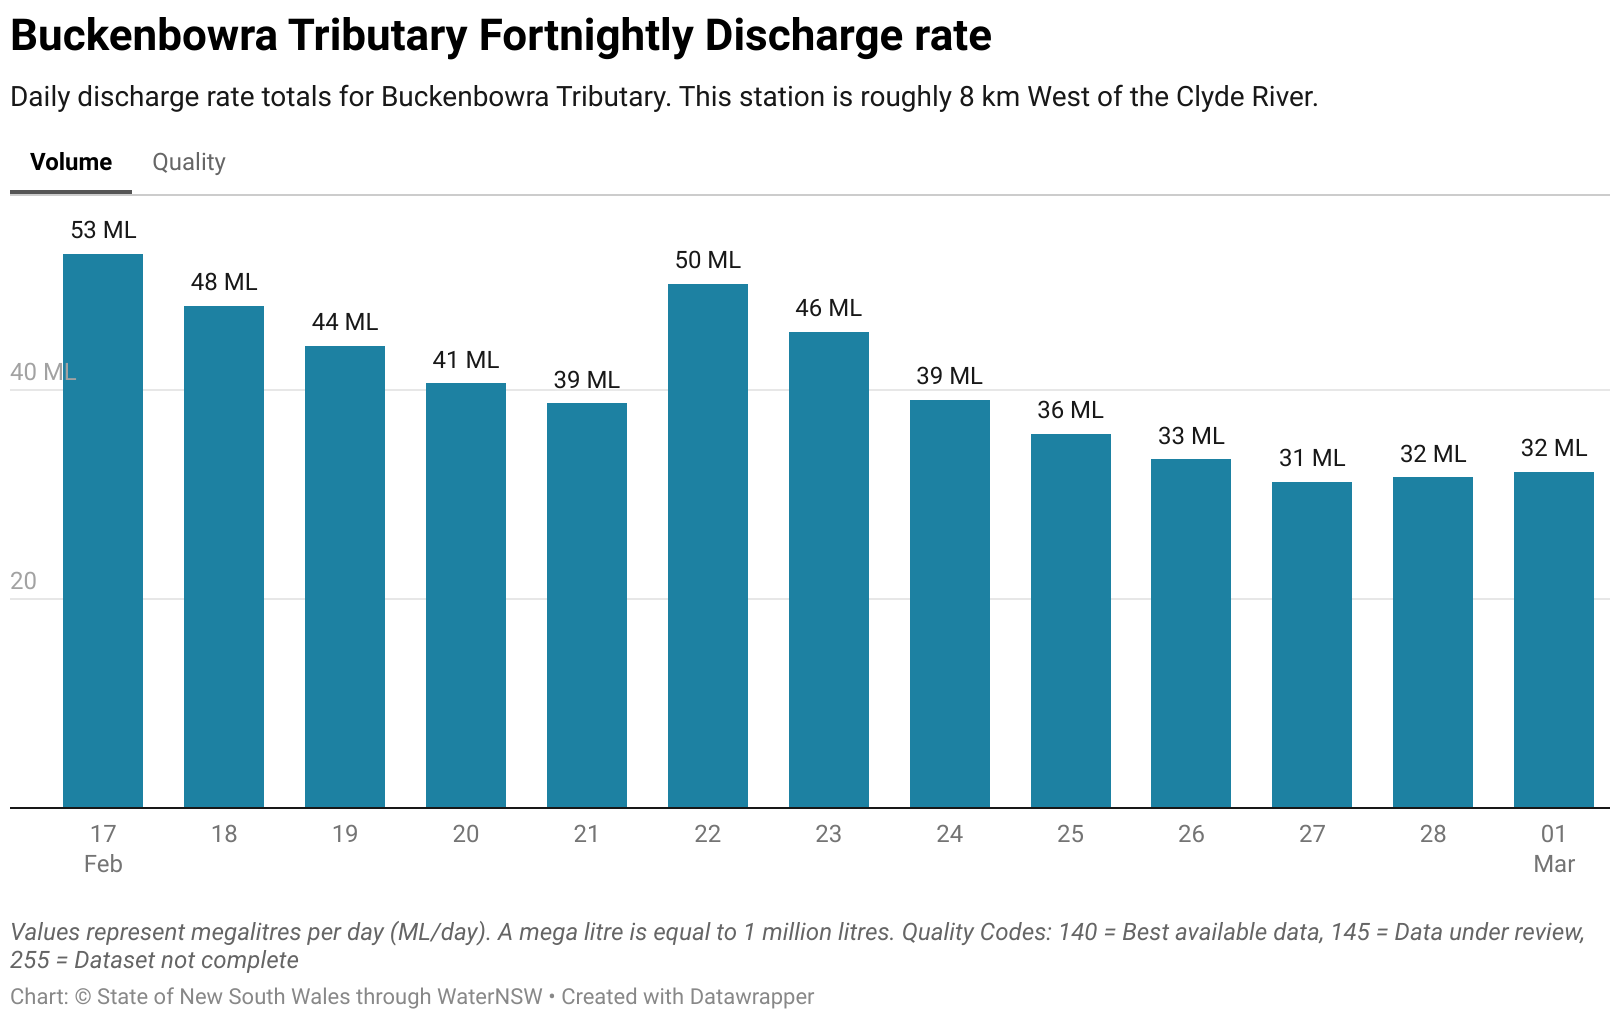 Buckenbowra Tributary Fortnightly Discharge rate
Daily discharge rate totals for Buckenbowra Tributary. This station is roughly 8 km West of the Clyde River.
Volume Quality
53 ML
48 ML
44 ML
41 ML
39 ML
50 ML
46 ML
39 ML
36 ML
33 ML
31 ML
32 ML
32 ML
40 ML
20
17 18 19 20 21 22 23 24 25 26 27 28 01
Feb Mar
Values represent megalitres per day (ML/day). A mega litre is equal to 1 million litres. Quality Codes: 140 = Best available data, 145 = Data under review,
255 = Dataset not complete
Chart: © State of New South Wales through WaterNSW • Created with Datawrapper